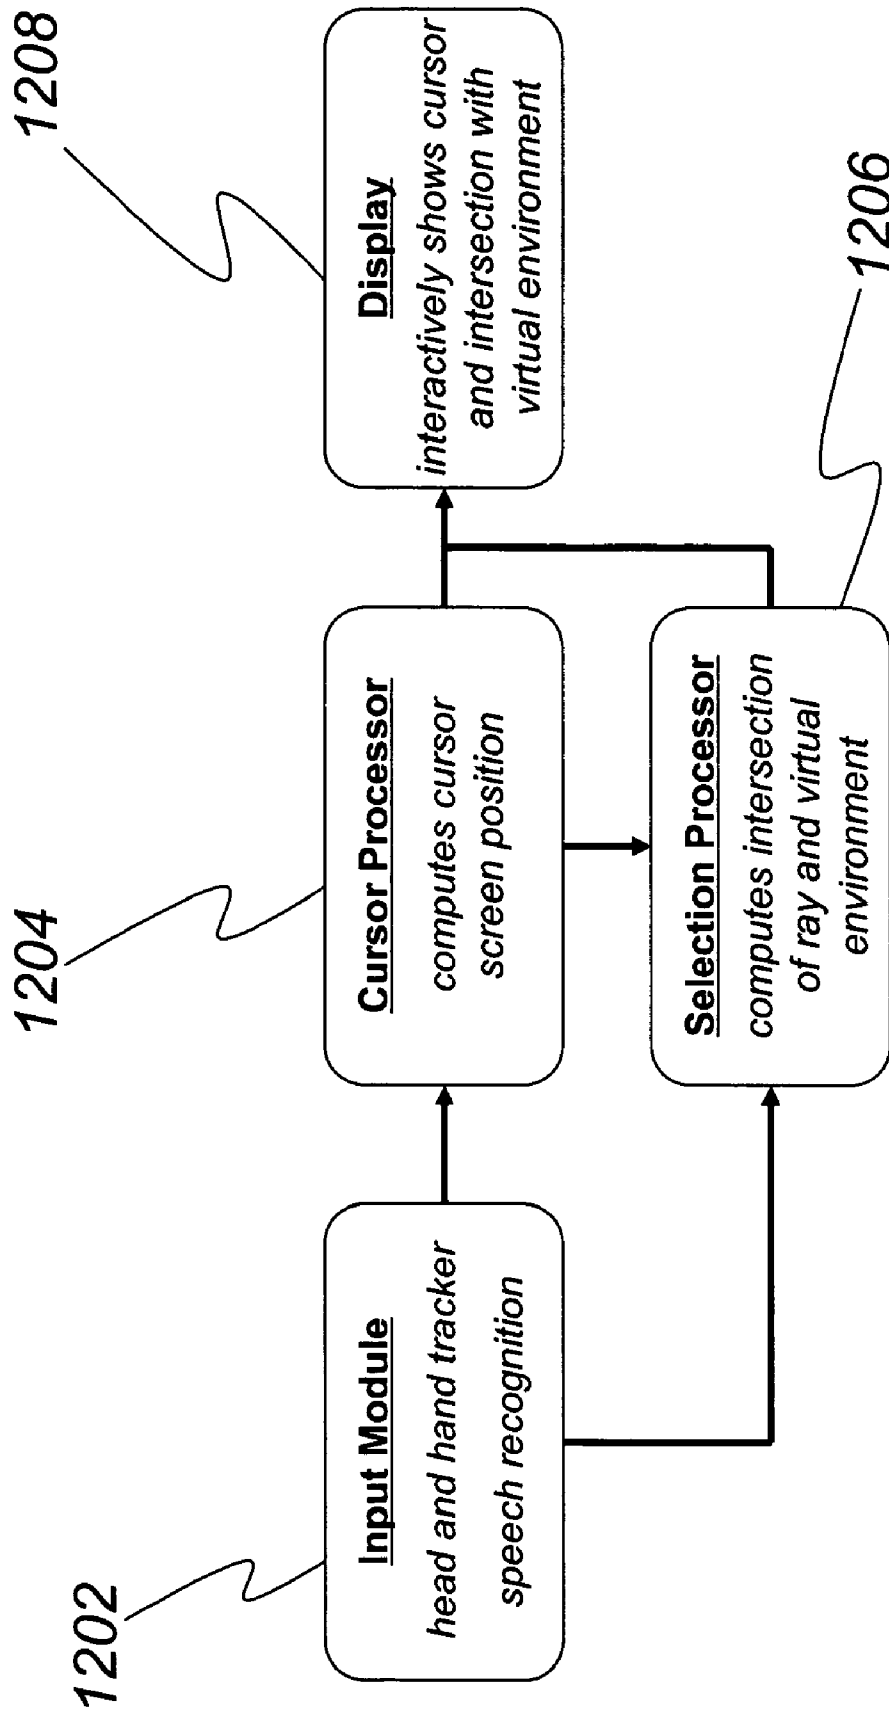 1202
Input Module
head and hand tracker
speech recognition
1204
Cursor Processor
computes cursor
screen position
Selection Processor
computes intersection
of ray and virtual
environment
1206
1208
Display
interactively shows cursor
and intersection with
virtual environment